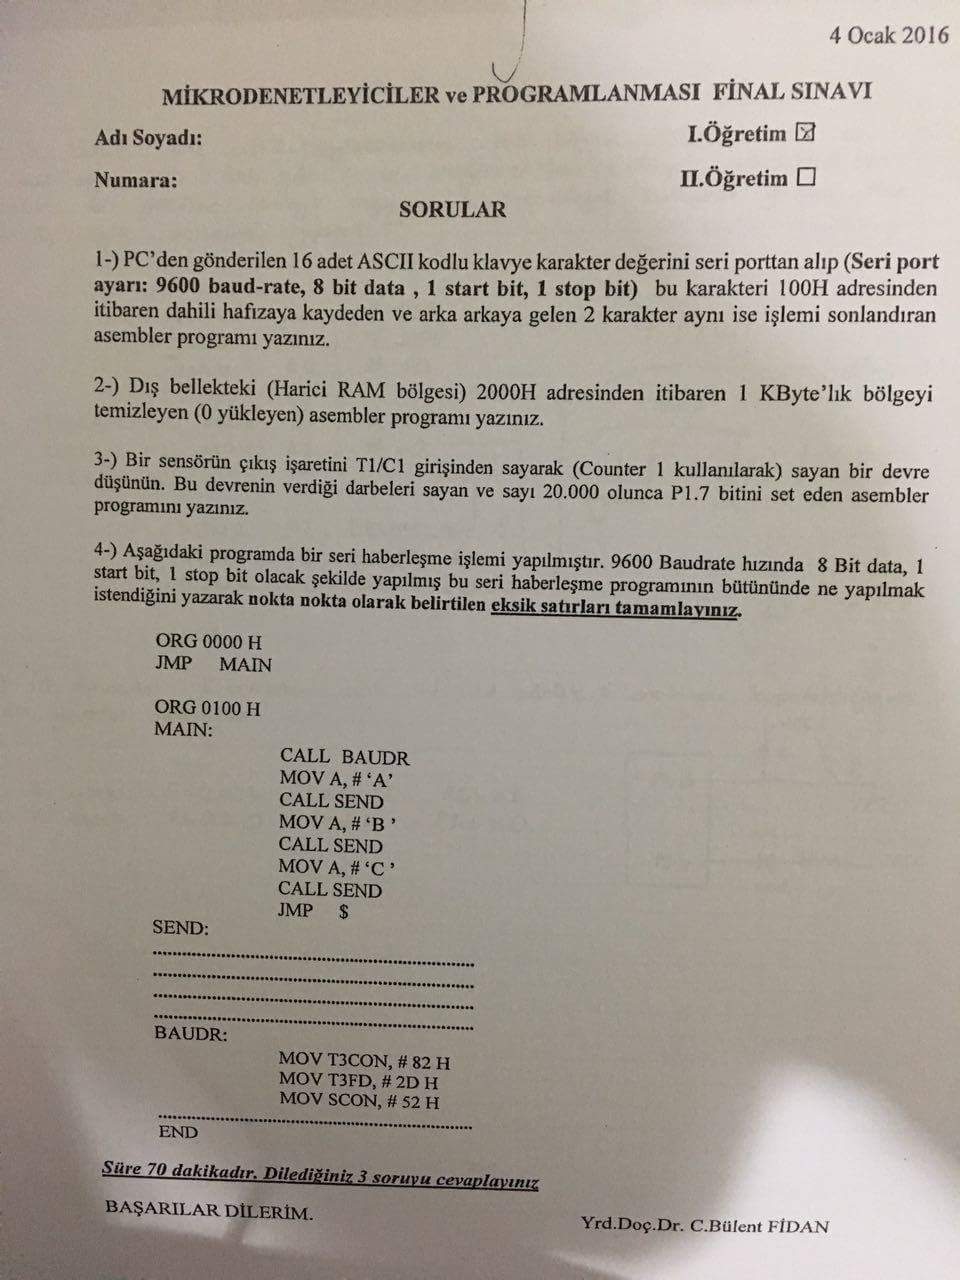 4 Ocak 2016
MİKRODENETLEYİCİLER ve PROGRAMLANMASI FİNAL SINAVI
Adı Soyadı:
I.Öğretim ☒
Numara:
II.Öğretim ☐
SORULAR
1-) PC'den gönderilen 16 adet ASCII kodlu klavye karakter değerini seri porttan alıp (Seri port
ayarı: 9600 baud-rate, 8 bit data , 1 start bit, 1 stop bit) bu karakteri 100H adresinden
itibaren dahili hafızaya kaydeden ve arka arkaya gelen 2 karakter aynı ise işlemi sonlandıran
asembler programı yazınız.
2-) Dış bellekteki (Harici RAM bölgesi) 2000H adresinden itibaren 1 KByte'lık bölgeyi
temizleyen (0 yükleyen) asembler programı yazınız.
3-) Bir sensörün çıkış işaretini T1/C1 girişinden sayarak (Counter 1 kullanılarak) sayan bir devre
düşünün. Bu devrenin verdiği darbeleri sayan ve sayı 20.000 olunca P1.7 bitini set eden asembler
programını yazınız.
4-) Aşağıdaki programda bir seri haberleşme işlemi yapılmıştır. 9600 Baudrate hızında 8 Bit data, 1
start bit, 1 stop bit olacak şekilde yapılmış bu seri haberleşme programının bütününde ne yapılmak
istendiğini yazarak nokta nokta olarak belirtilen eksik satırları tamamlayınız.
ORG 0000 H
JMP MAIN
ORG 0100 H
MAIN:
CALL BAUDR
MOV A, # 'A'
CALL SEND
MOV A, # 'B '
CALL SEND
MOV A, # 'C '
CALL SEND
JMP $
SEND:
..........................................................
..........................................................
..........................................................
..........................................................
BAUDR:
MOV T3CON, # 82 H
MOV T3FD, # 2D H
MOV SCON, # 52 H
..........................................................
END
Süre 70 dakikadır. Dilediğiniz 3 soruyu cevaplayınız
BAŞARILAR DİLERİM.
Yrd.Doç.Dr. C.Bülent FİDAN